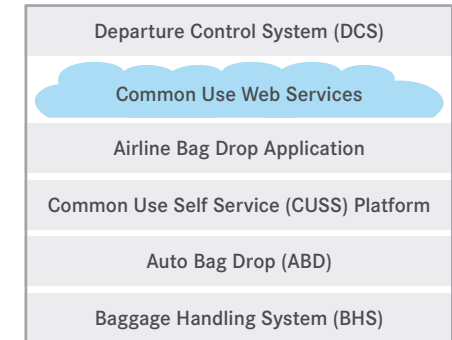 Departure Control System (DCS)
Common Use Web Services
Airline Bag Drop Application
Common Use Self Service (CUSS) Platform
Auto Bag Drop (ABD)
Baggage Handling System (BHS)